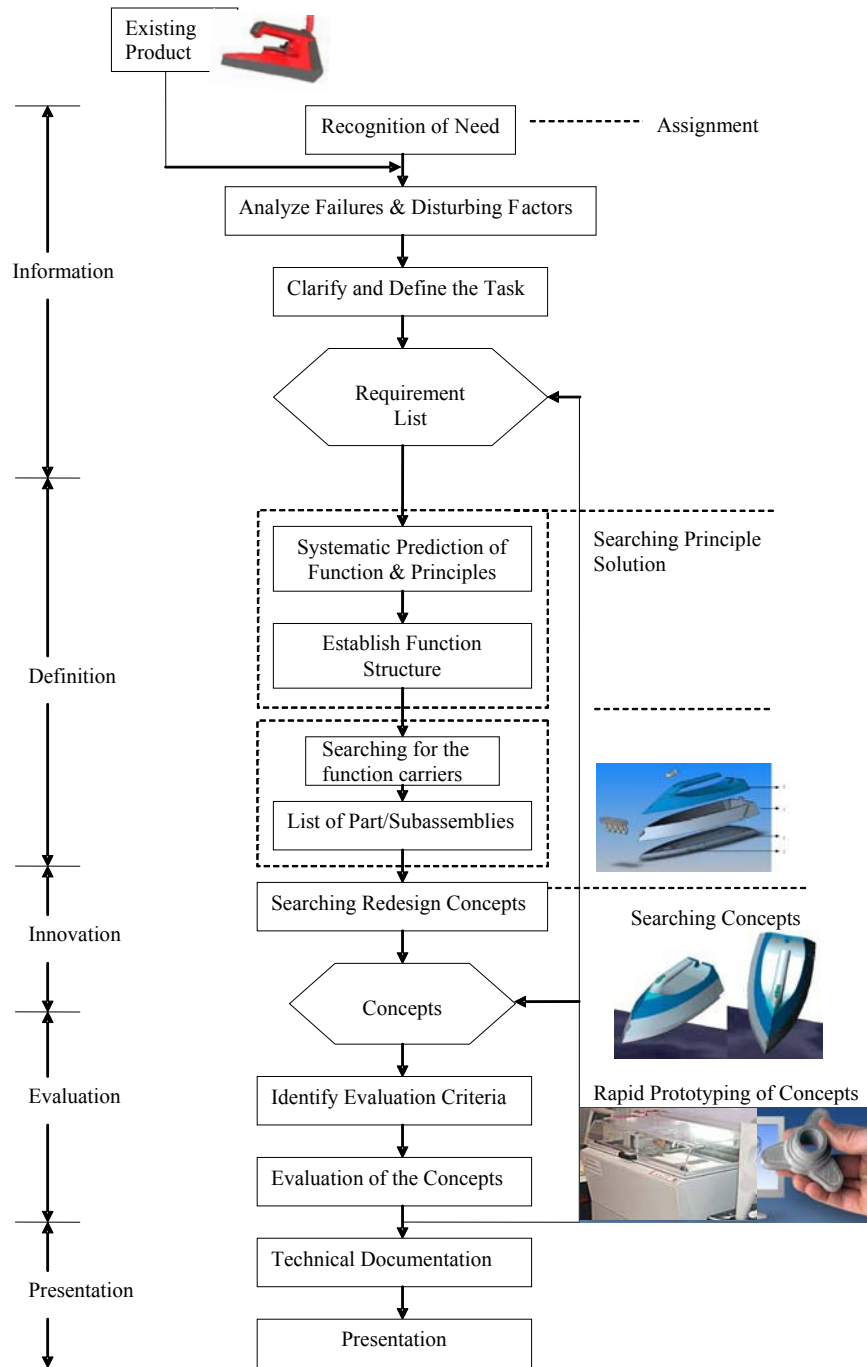 Existing
Product
Recognition of Need
Assignment
Analyze Failures & Disturbing Factors
Information
Clarify and Define the Task
Requirement
List
Systematic Prediction of
Function & Principles
Searching Principle
Solution
Establish Function
Structure
Definition
Searching for the
function carriers
List of Part/Subassemblies
Searching Redesign Concepts
Innovation
Searching Concepts
Concepts
Evaluation
Identify Evaluation Criteria
Rapid Prototyping of Concepts
Evaluation of the Concepts
Technical Documentation
Presentation
Presentation